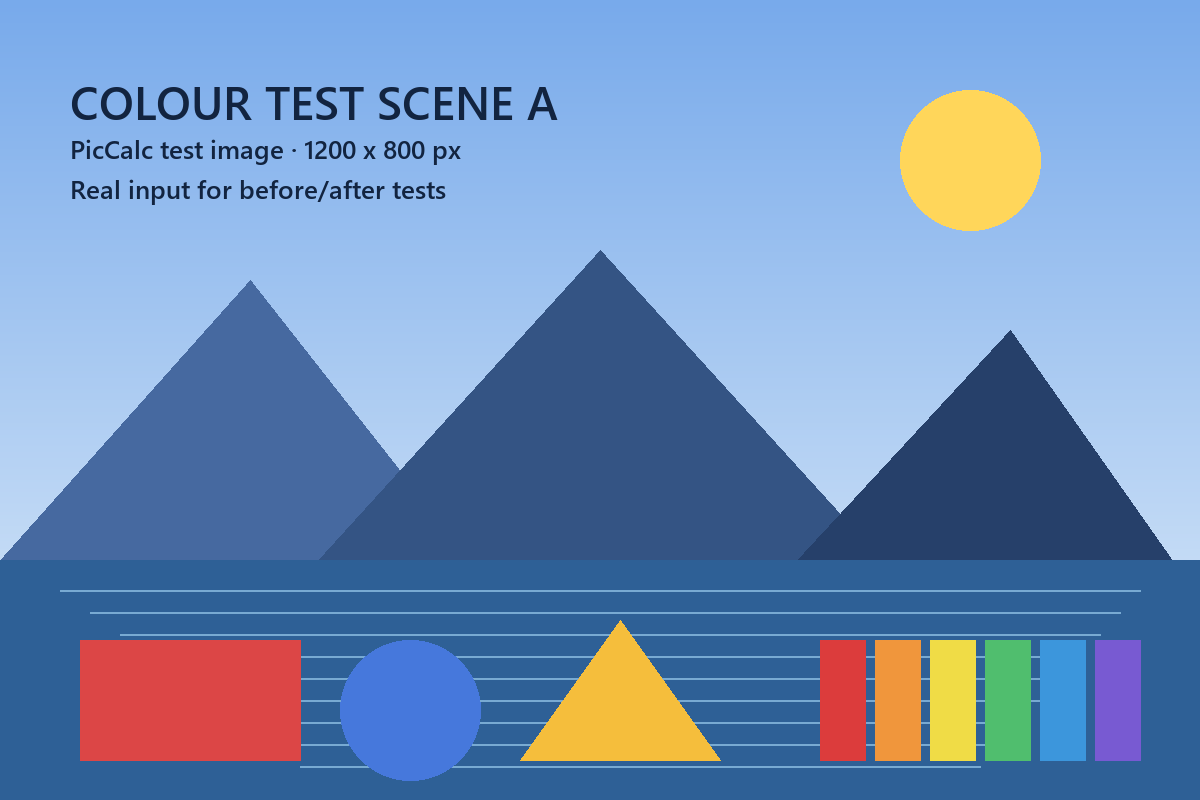 COLOUR TEST SCENE A
PicCalc test image · 1200 x 800 px
Real input for before/after tests